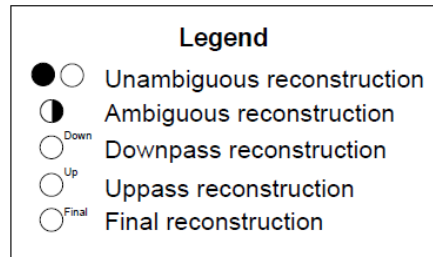 Legend
Unambiguous reconstruction
Ambiguous reconstruction
Down Downpass reconstruction
Up Uppass reconstruction
Final Final reconstruction